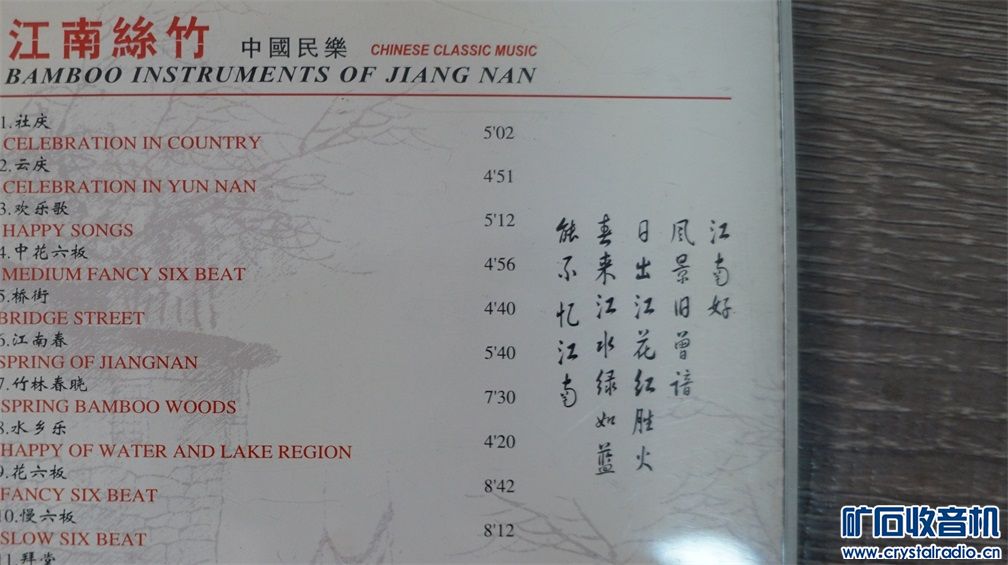 江南絲竹 中國民樂 CHINESE CLASSIC MUSIC
BAMBOO INSTRUMENTS OF JIANG NAN
1.社庆
CELEBRATION IN COUNTRY 5'02
2.云庆
CELEBRATION IN YUN NAN 4'51
3.欢乐歌
HAPPY SONGS 5'12
4.中花六板
MEDIUM FANCY SIX BEAT 4'56
5.桥街
BRIDGE STREET 4'40
6.江南春
SPRING OF JIANGNAN 5'40
7.竹林春晓
SPRING BAMBOO WOODS 7'30
8.水乡乐
HAPPY OF WATER AND LAKE REGION 4'20
9.花六板
FANCY SIX BEAT 8'42
10.慢六板
SLOW SIX BEAT 8'12
11.拜堂
江南好
风景旧曾谙
日出江花红胜火
春来江水绿如蓝
能不忆江南
矿石收音机
www.crystalradio.cn